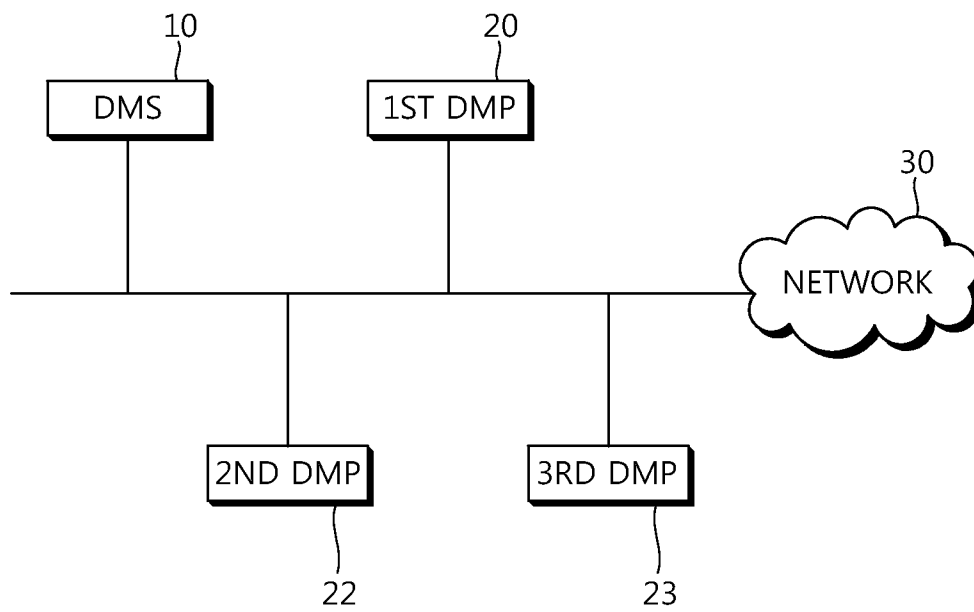 10
20
DMS
1ST DMP
30
NETWORK
2ND DMP
3RD DMP
22
23